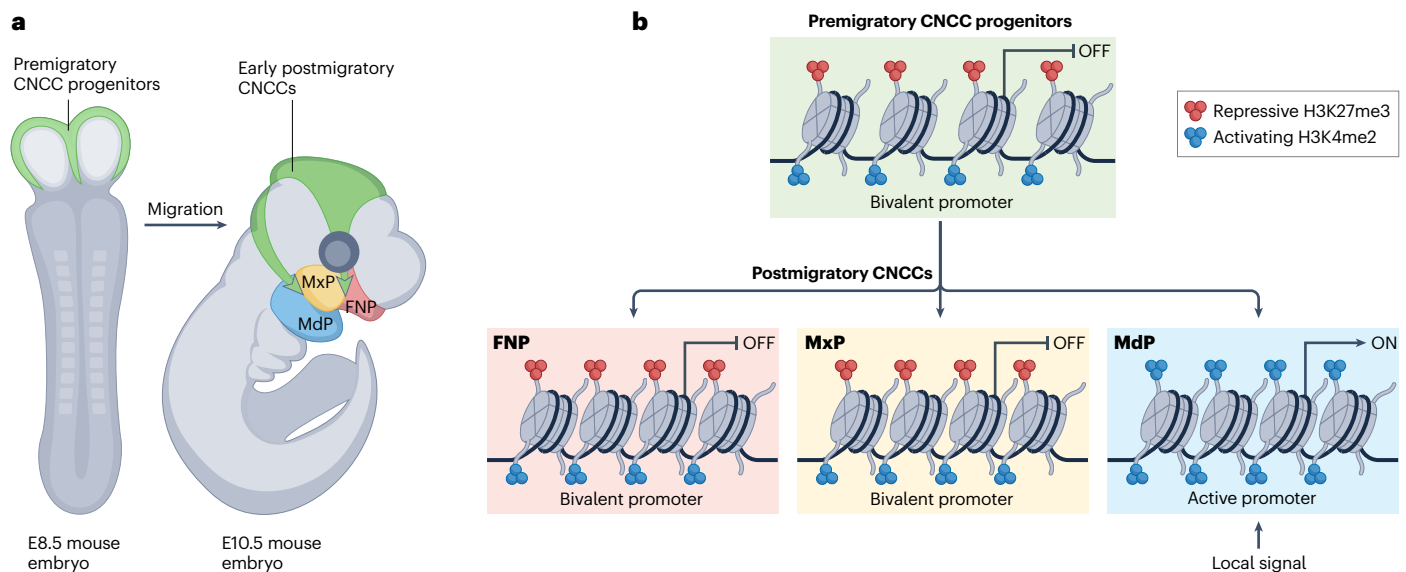 a
Premigratory
CNCC progenitors
Early postmigratory
CNCCs
Migration
MxP
FNP
MdP
E8.5 mouse
embryo
E10.5 mouse
embryo
b
Premigratory CNCC progenitors
OFF
Bivalent promoter
Repressive H3K27me3
Activating H3K4me2
Postmigratory CNCCs
FNP
OFF
Bivalent promoter
MxP
OFF
Bivalent promoter
MdP
ON
Active promoter
Local signal